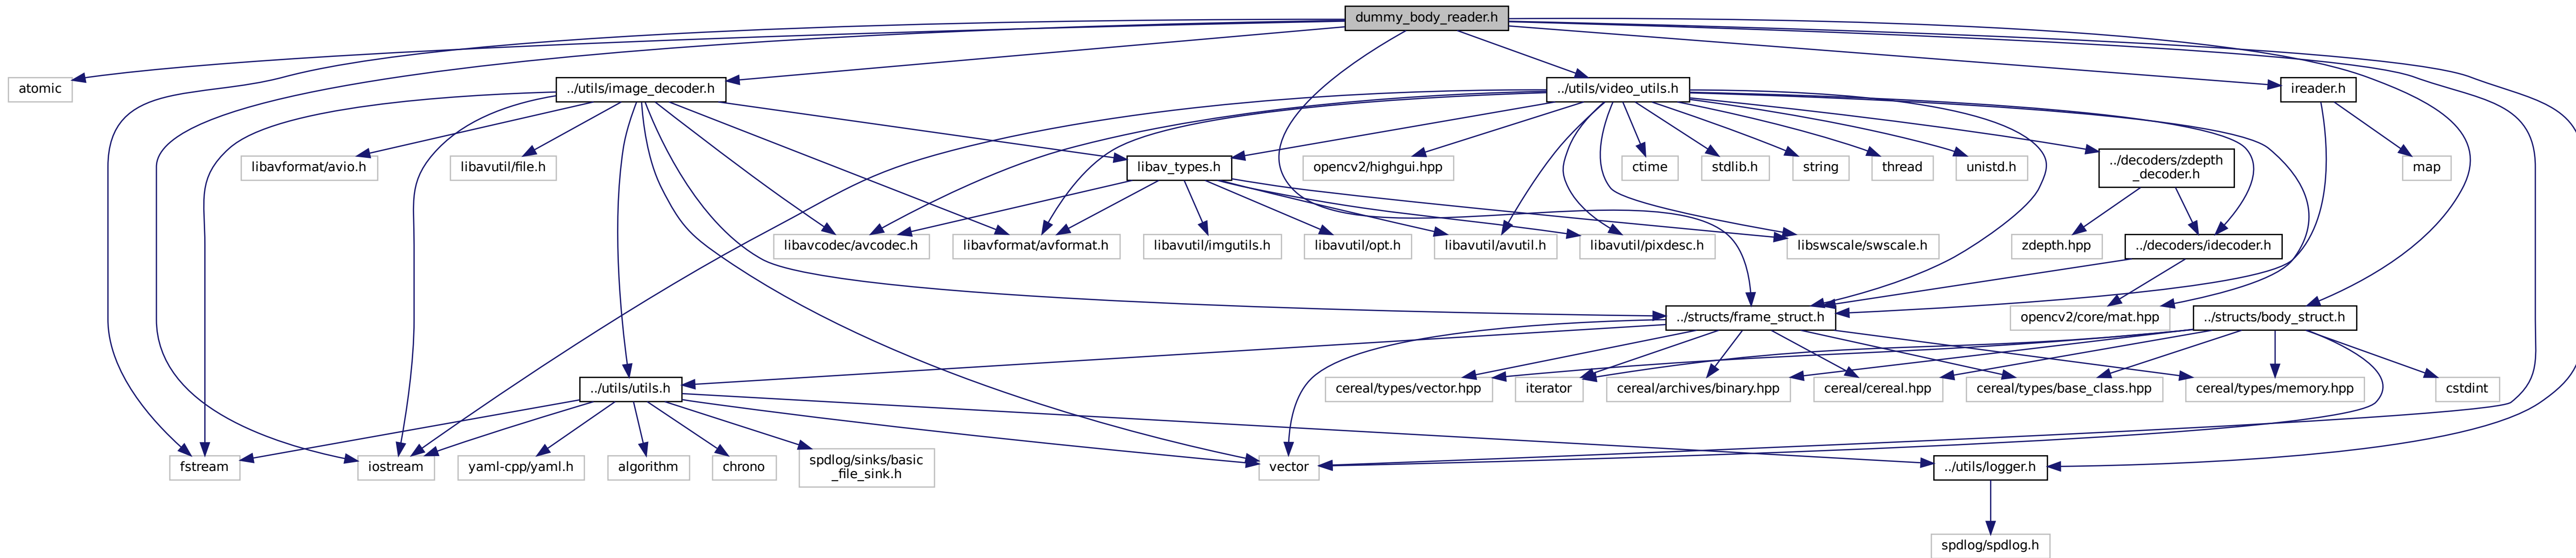 dummy_body_reader.h
atomic
../utils/image_decoder.h
../utils/video_utils.h
ireader.h
libavformat/avio.h
libavutil/file.h
libav_types.h
opencv2/highgui.hpp
ctime
stdlib.h
string
thread
unistd.h
../decoders/zdepth
_decoder.h
map
libavcodec/avcodec.h
libavformat/avformat.h
libavutil/imgutils.h
libavutil/opt.h
libavutil/avutil.h
libavutil/pixdesc.h
libswscale/swscale.h
zdepth.hpp
../decoders/idecoder.h
../structs/frame_struct.h
opencv2/core/mat.hpp
../structs/body_struct.h
../utils/utils.h
cereal/types/vector.hpp
iterator
cereal/archives/binary.hpp
cereal/cereal.hpp
cereal/types/base_class.hpp
cereal/types/memory.hpp
cstdint
fstream
iostream
yaml-cpp/yaml.h
algorithm
chrono
spdlog/sinks/basic
_file_sink.h
vector
../utils/logger.h
spdlog/spdlog.h